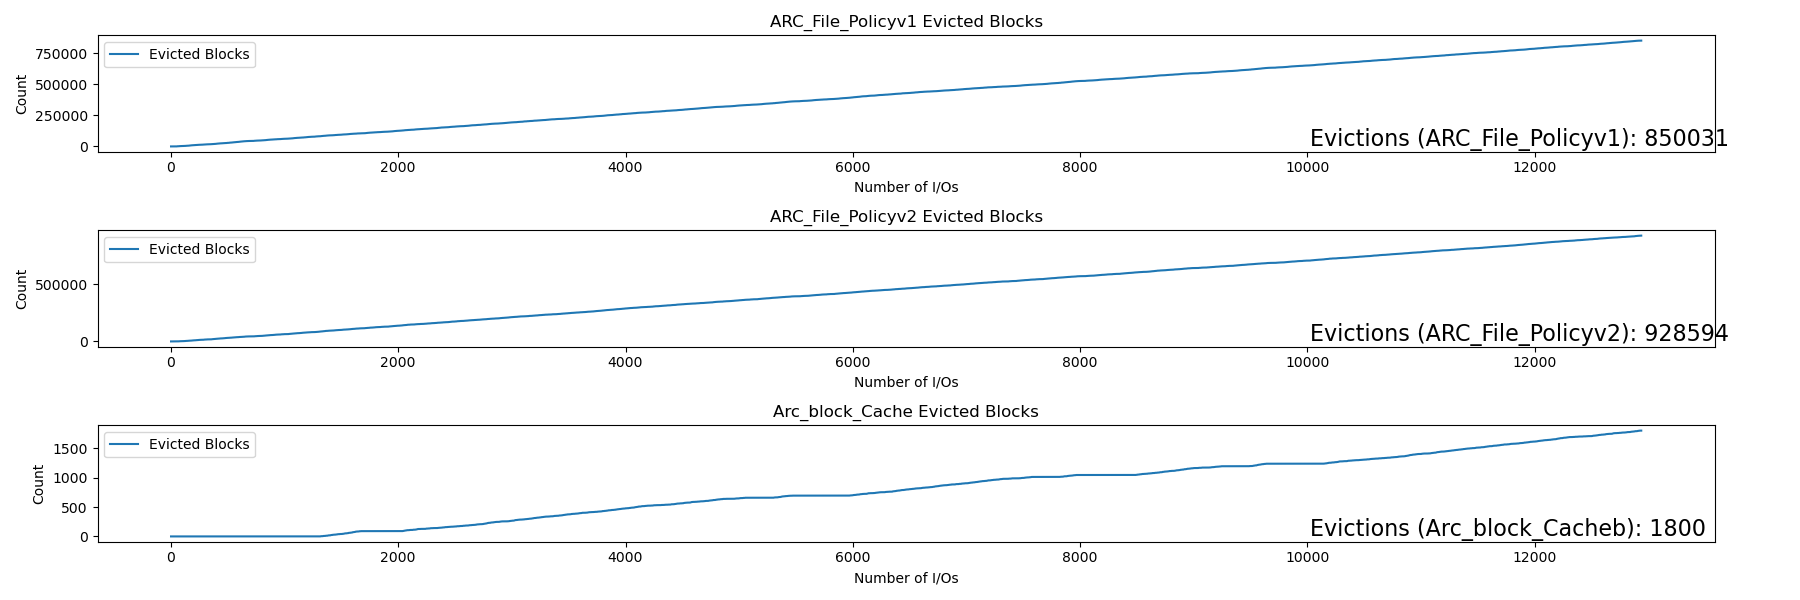 ARC_File_Policyv1 Evicted Blocks
Evicted Blocks
Count
750000
500000
250000
0
Evictions (ARC_File_Policyv1): 850031
0 2000 4000 6000 8000 10000 12000
Number of I/Os
ARC_File_Policyv2 Evicted Blocks
Evicted Blocks
Count
500000
0
Evictions (ARC_File_Policyv2): 928594
0 2000 4000 6000 8000 10000 12000
Number of I/Os
Arc_block_Cache Evicted Blocks
Evicted Blocks
Count
1500
1000
500
0
Evictions (Arc_block_Cacheb): 1800
0 2000 4000 6000 8000 10000 12000
Number of I/Os